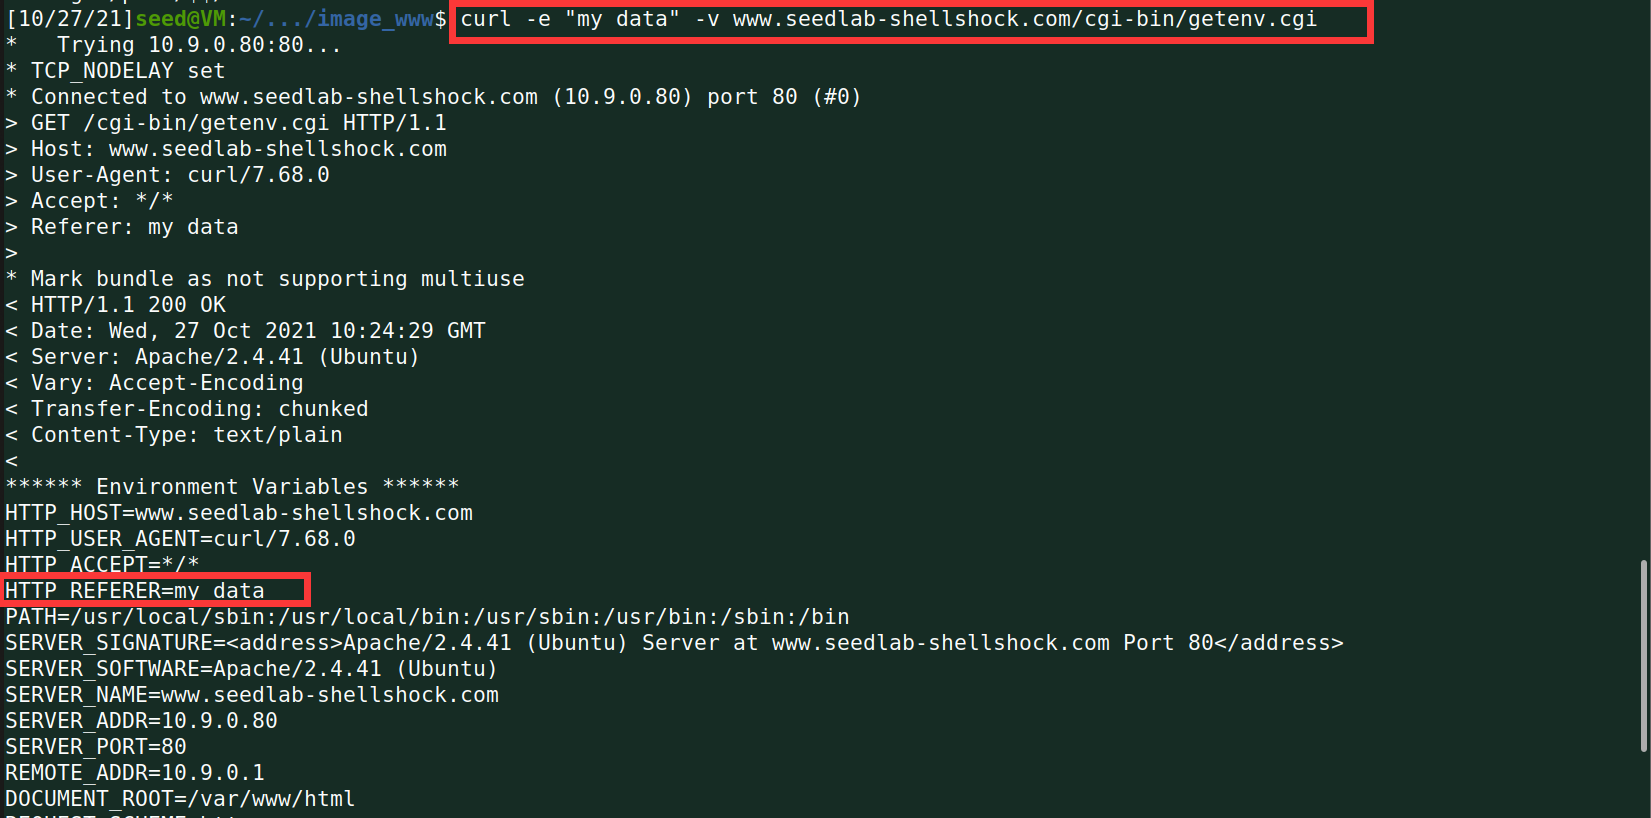 [10/27/21]seed@VM:~/.../image_www$ curl -e "my data" -v www.seedlab-shellshock.com/cgi-bin/getenv.cgi
*   Trying 10.9.0.80:80...
* TCP_NODELAY set
* Connected to www.seedlab-shellshock.com (10.9.0.80) port 80 (#0)
> GET /cgi-bin/getenv.cgi HTTP/1.1
> Host: www.seedlab-shellshock.com
> User-Agent: curl/7.68.0
> Accept: */*
> Referer: my data
>
* Mark bundle as not supporting multiuse
< HTTP/1.1 200 OK
< Date: Wed, 27 Oct 2021 10:24:29 GMT
< Server: Apache/2.4.41 (Ubuntu)
< Vary: Accept-Encoding
< Transfer-Encoding: chunked
< Content-Type: text/plain
<
****** Environment Variables ******
HTTP_HOST=www.seedlab-shellshock.com
HTTP_USER_AGENT=curl/7.68.0
HTTP_ACCEPT=*/*
HTTP_REFERER=my data
PATH=/usr/local/sbin:/usr/local/bin:/usr/sbin:/usr/bin:/sbin:/bin
SERVER_SIGNATURE=<address>Apache/2.4.41 (Ubuntu) Server at www.seedlab-shellshock.com Port 80</address>
SERVER_SOFTWARE=Apache/2.4.41 (Ubuntu)
SERVER_NAME=www.seedlab-shellshock.com
SERVER_ADDR=10.9.0.80
SERVER_PORT=80
REMOTE_ADDR=10.9.0.1
DOCUMENT_ROOT=/var/www/html